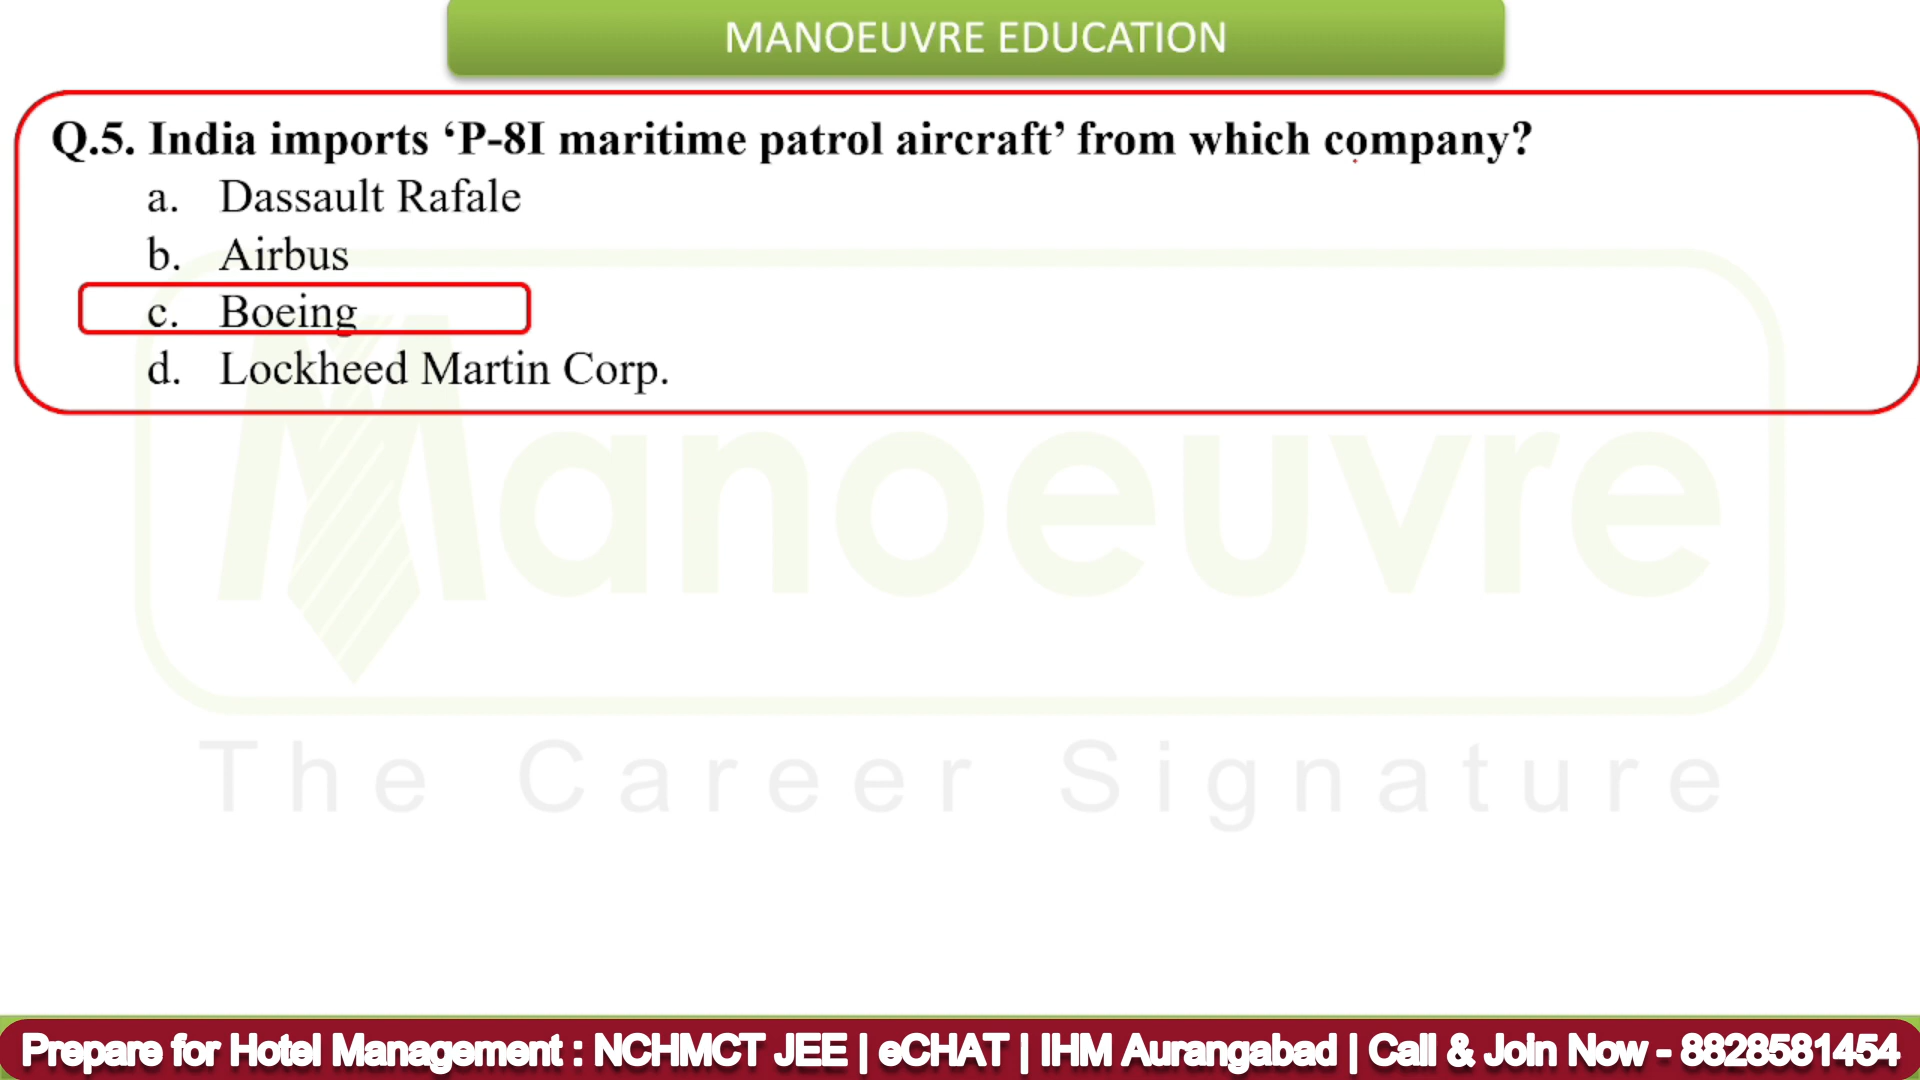 MANOEUVRE EDUCATION
Q.5. India imports ‘P-8I maritime patrol aircraft’ from which company?
a. Dassault Rafale
b. Airbus
c. Boeing
d. Lockheed Martin Corp.
Manoeuvre
The Career Signature
Prepare for Hotel Management : NCHMCT JEE | eCHAT | IHM Aurangabad | Call & Join Now - 8828581454